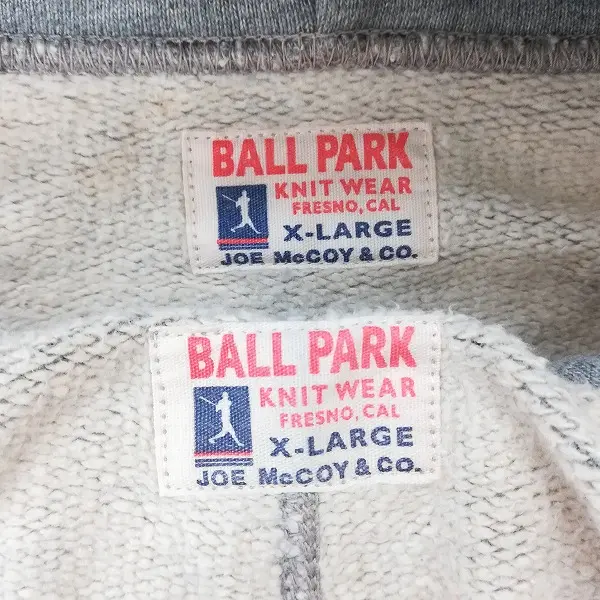 BALL PARK
KNIT WEAR
FRESNO, CAL
X-LARGE
JOE McCOY & CO.
BALL PARK
KNIT WEAR
FRESNO, CAL
X-LARGE
JOE McCOY & CO.